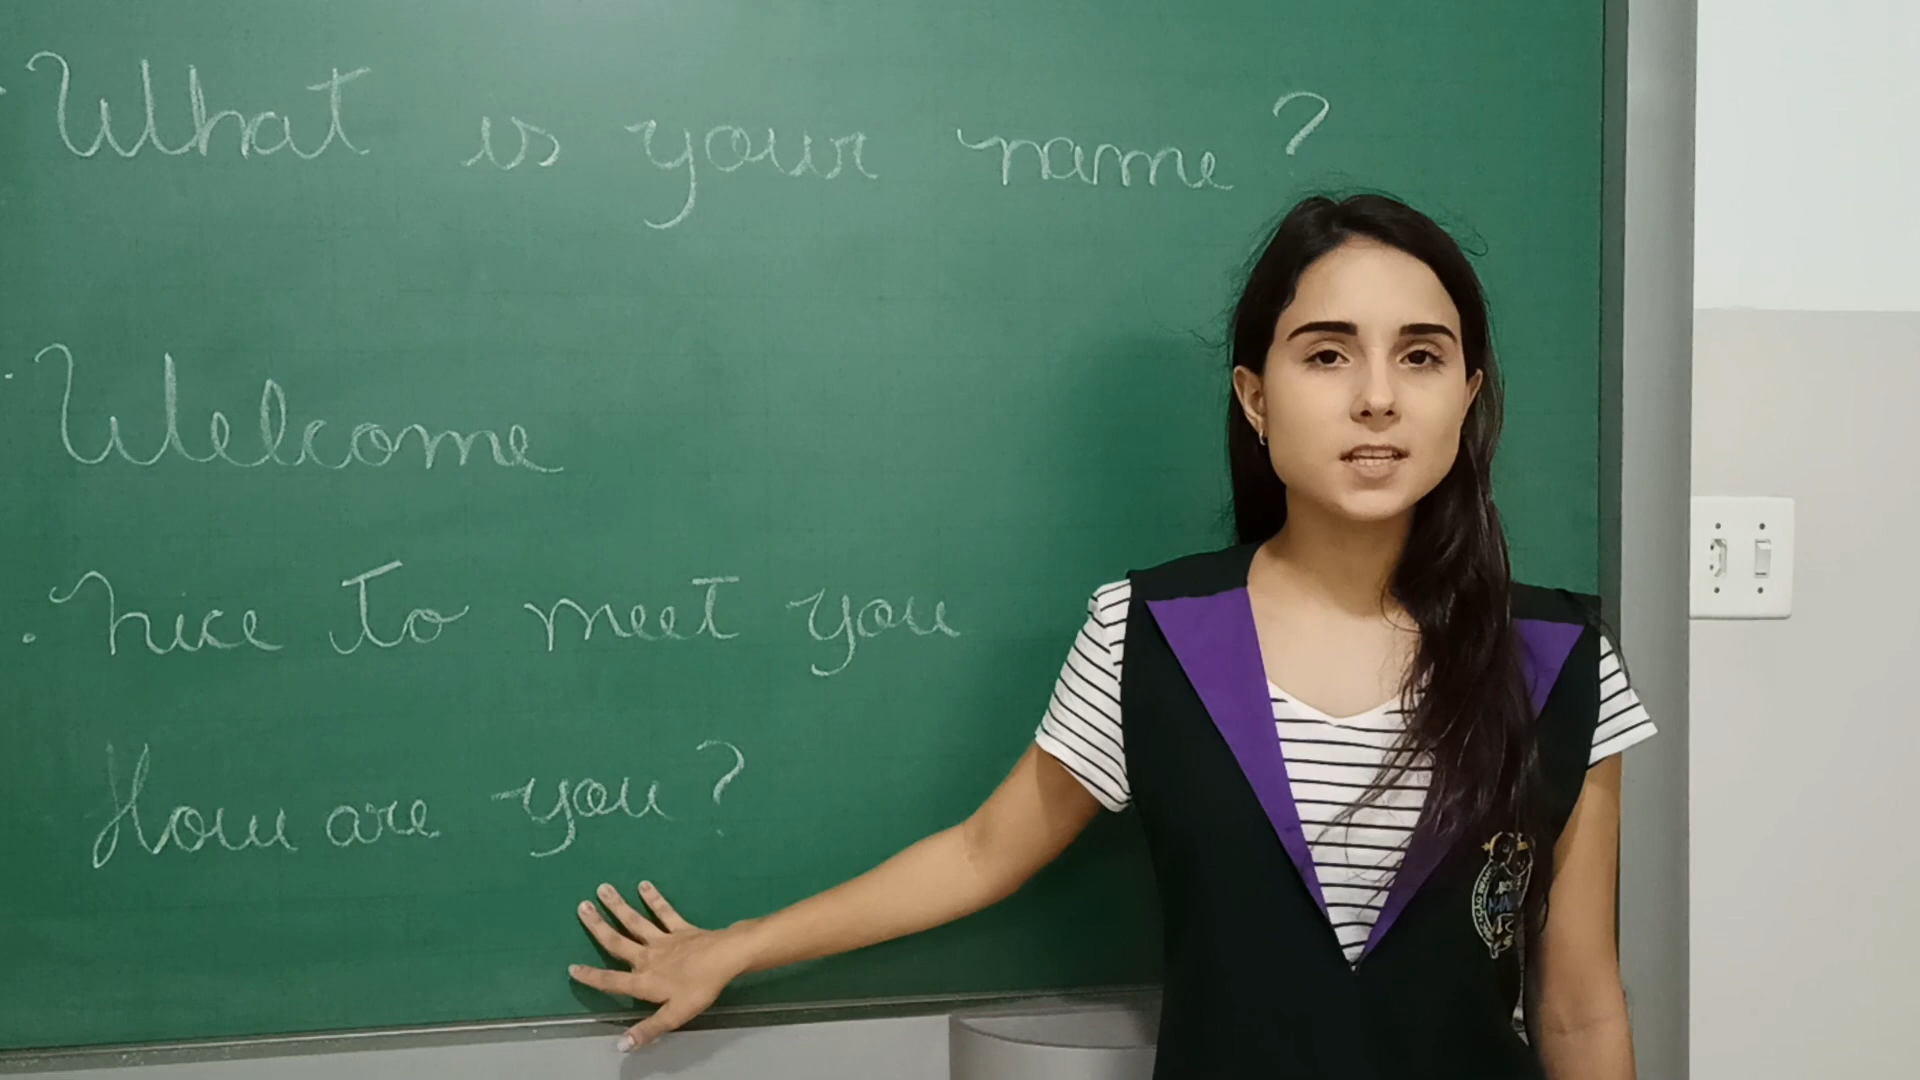 What is your name?
· Welcome
· nice to meet you
How are you?